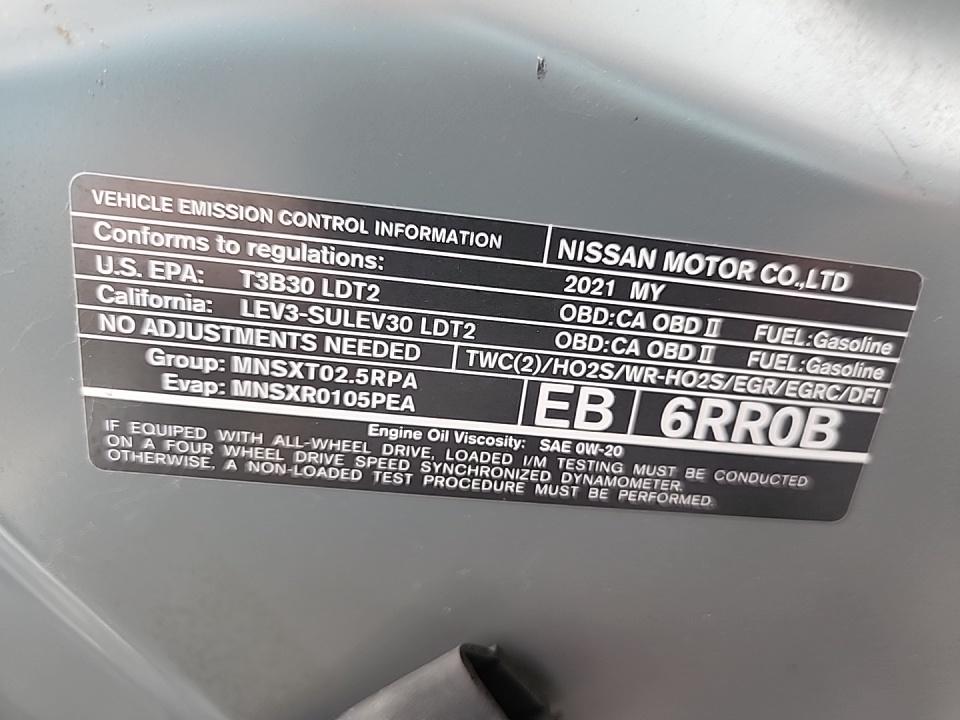 VEHICLE EMISSION CONTROL INFORMATION
NISSAN MOTOR CO.,LTD
Conforms to regulations:
2021 MY
U.S. EPA: T3B30 LDT2
OBD:CA OBD II FUEL:Gasoline
California: LEV3-SULEV30 LDT2
OBD:CA OBD II FUEL:Gasoline
NO ADJUSTMENTS NEEDED
TWC(2)/HO2S/WR-HO2S/EGR/EGRC/DFI
Group: MNSXT02.5RPA
Evap: MNSXR0105PEA
EB 6RR0B
Engine Oil Viscosity: SAE 0W-20
IF EQUIPED WITH ALL-WHEEL DRIVE, LOADED I/M TESTING MUST BE CONDUCTED
ON A FOUR WHEEL DRIVE SPEED SYNCHRONIZED DYNAMOMETER.
OTHERWISE, A NON-LOADED TEST PROCEDURE MUST BE PERFORMED.